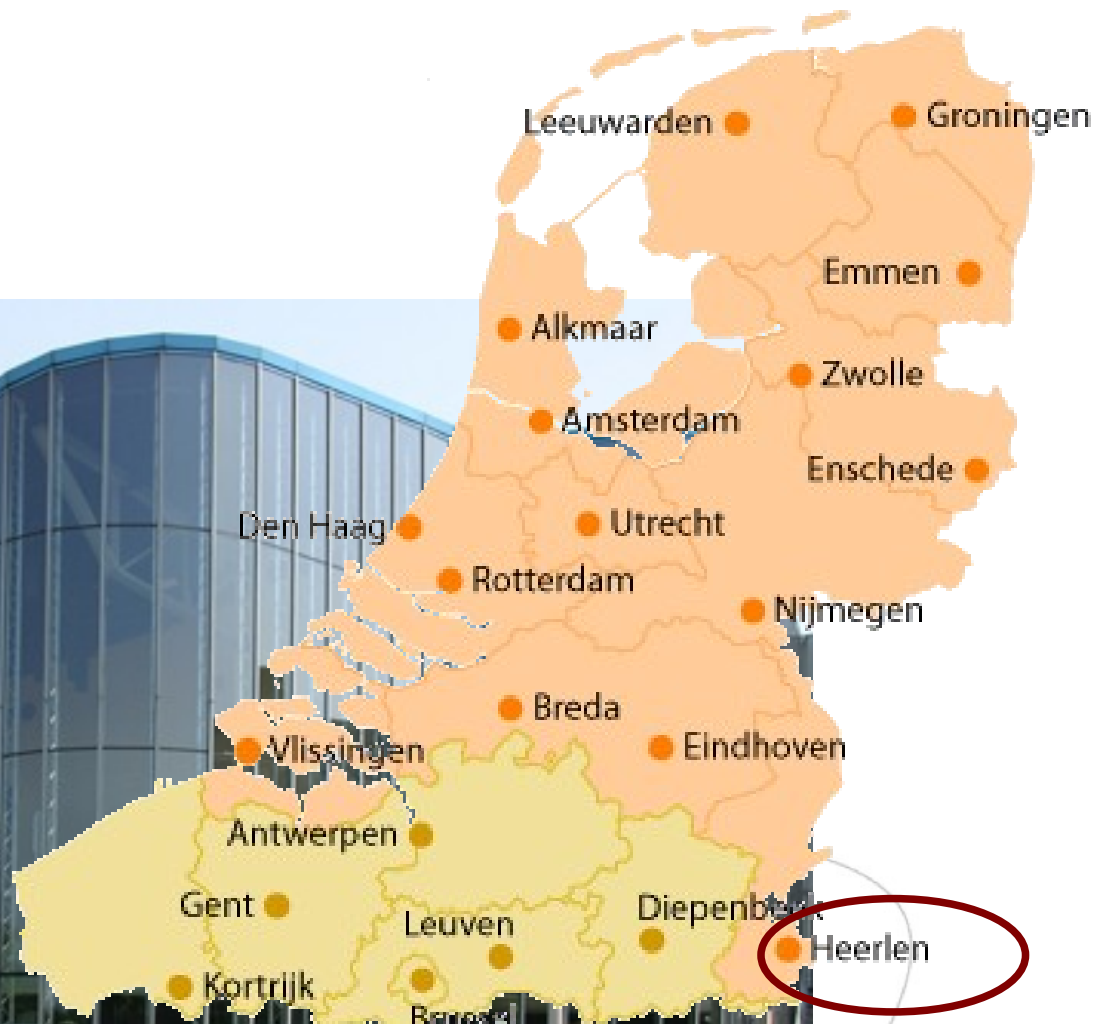 Leeuwarden
Groningen
Emmen
Alkmaar
Zwolle
Amsterdam
Enschede
Den Haag
Utrecht
Rotterdam
Nijmegen
Breda
Vlissingen
Eindhoven
Antwerpen
Gent
Diepenbeek
Leuven
Heerlen
Kortrijk